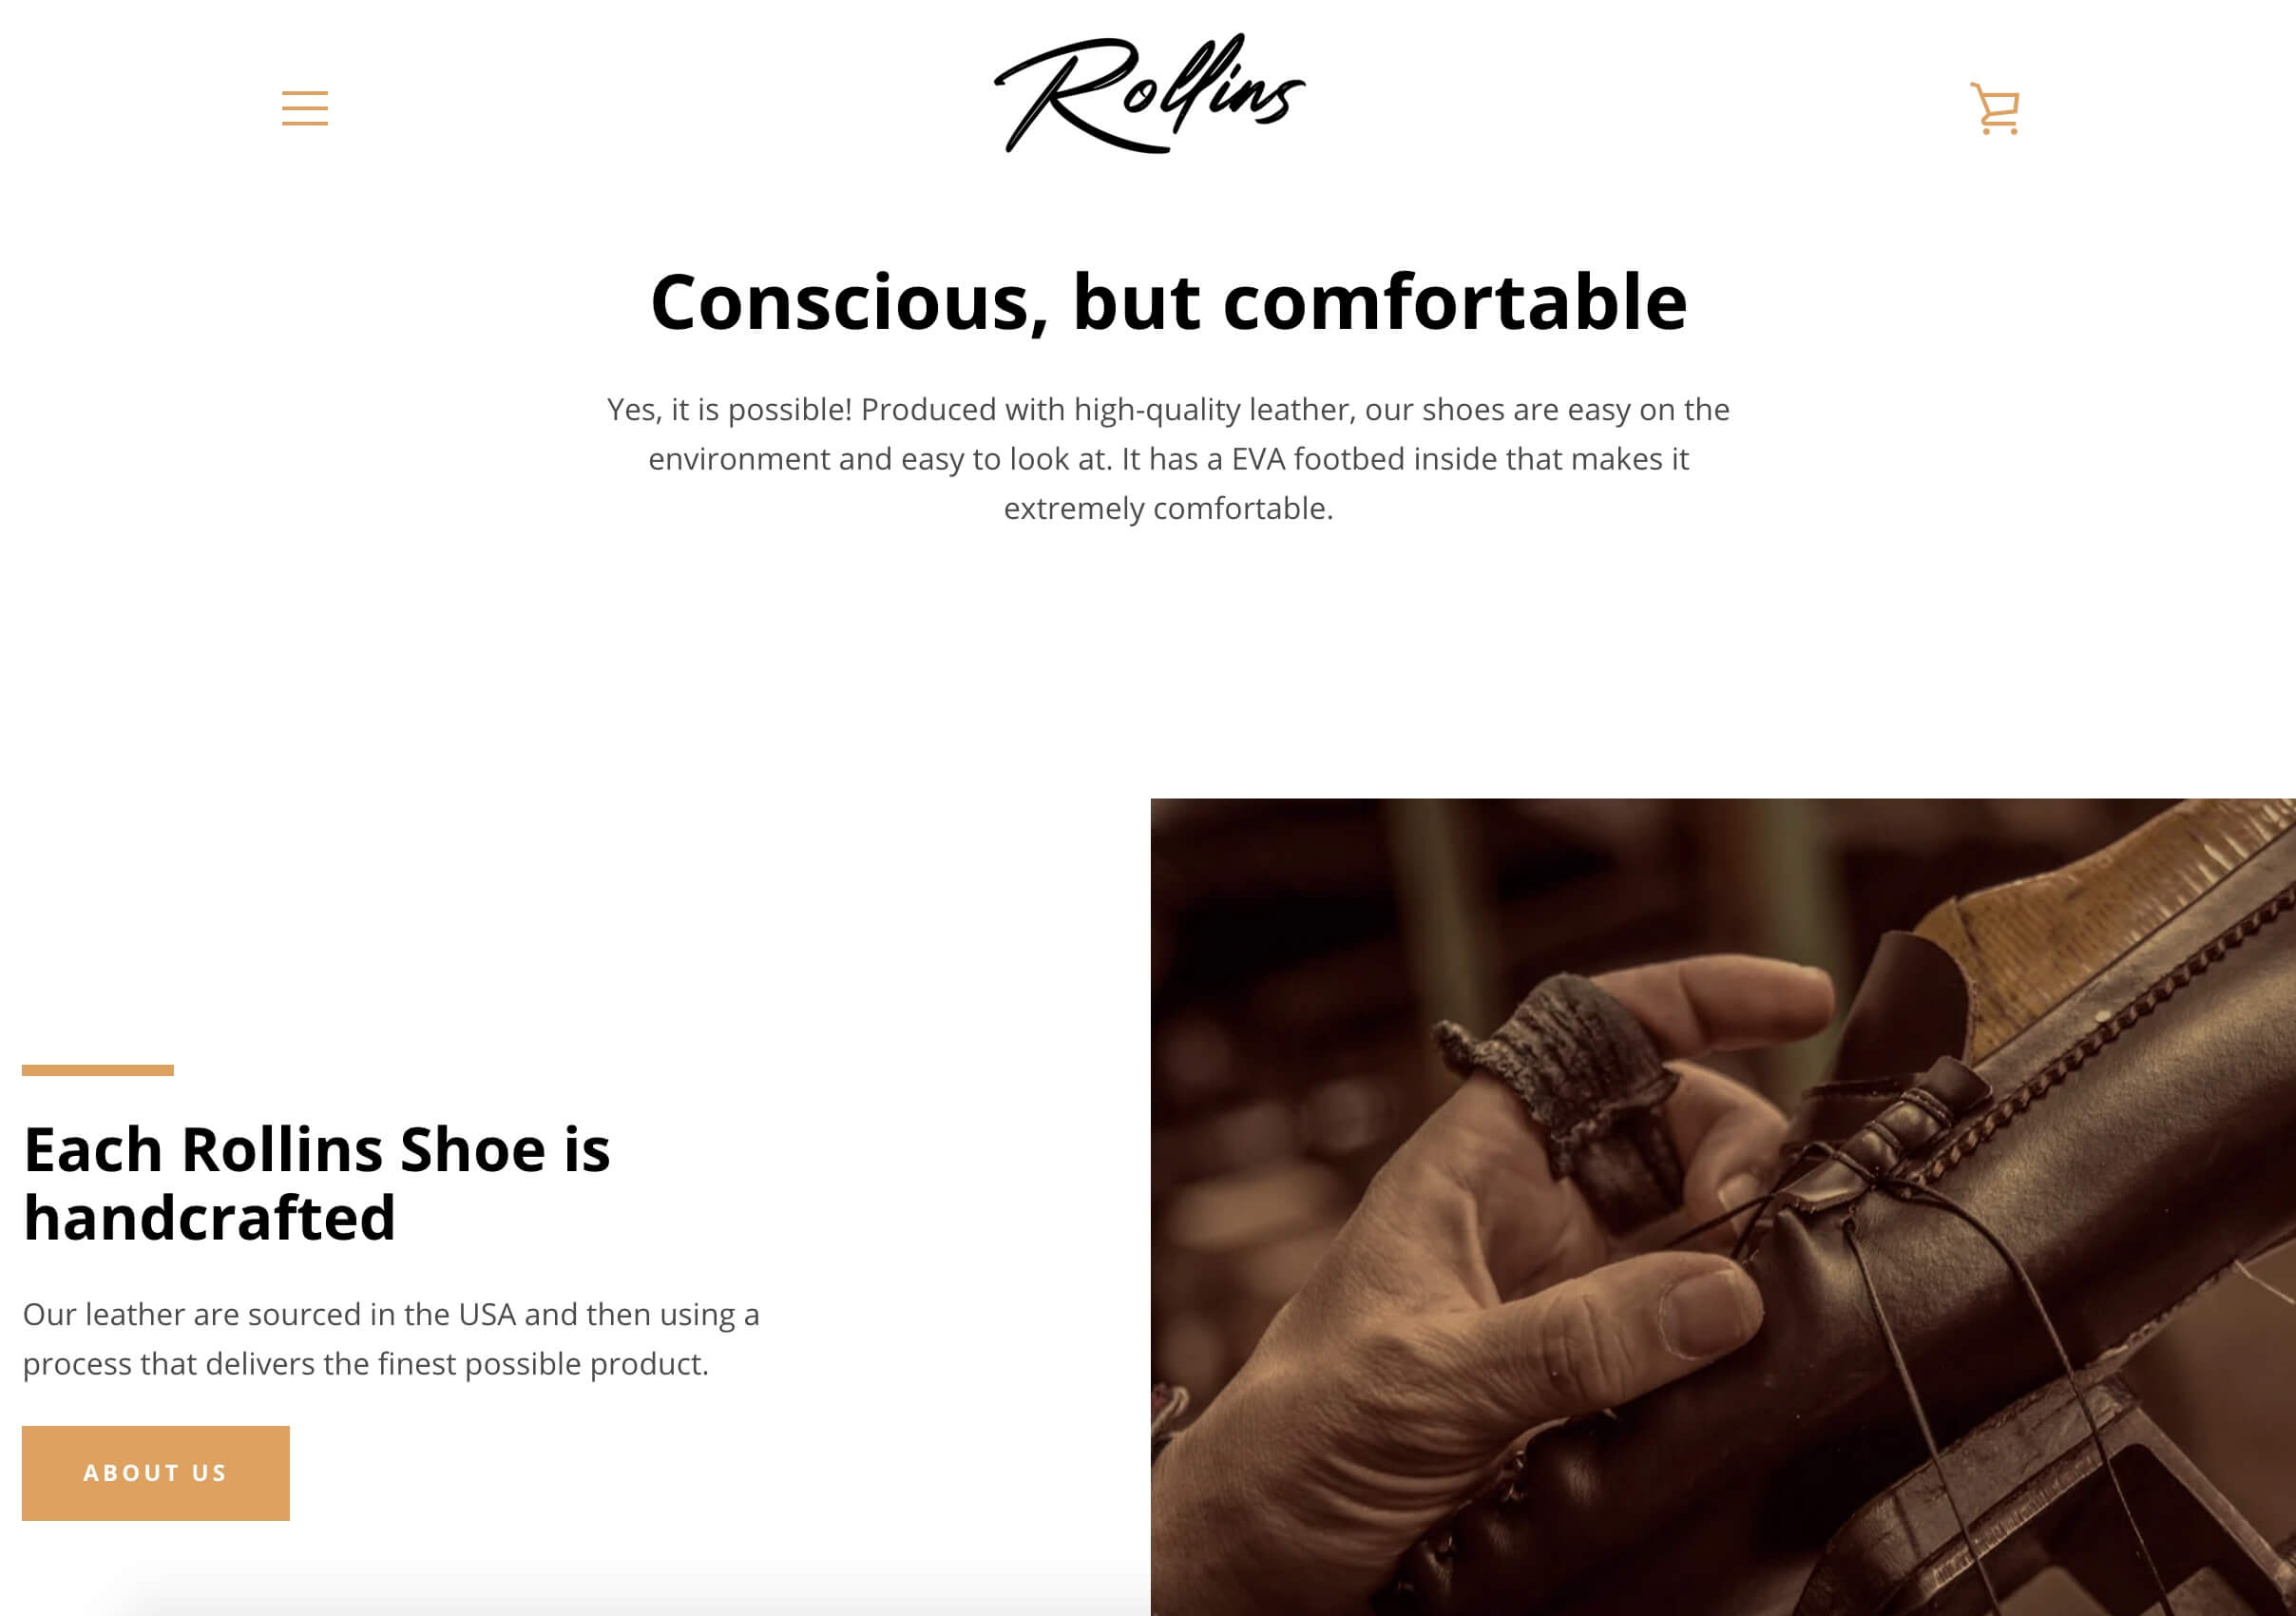 Rollins
Conscious, but comfortable
Yes, it is possible! Produced with high-quality leather, our shoes are easy on the
environment and easy to look at. It has a EVA footbed inside that makes it
extremely comfortable.
Each Rollins Shoe is
handcrafted
Our leather are sourced in the USA and then using a
process that delivers the finest possible product.
ABOUT US